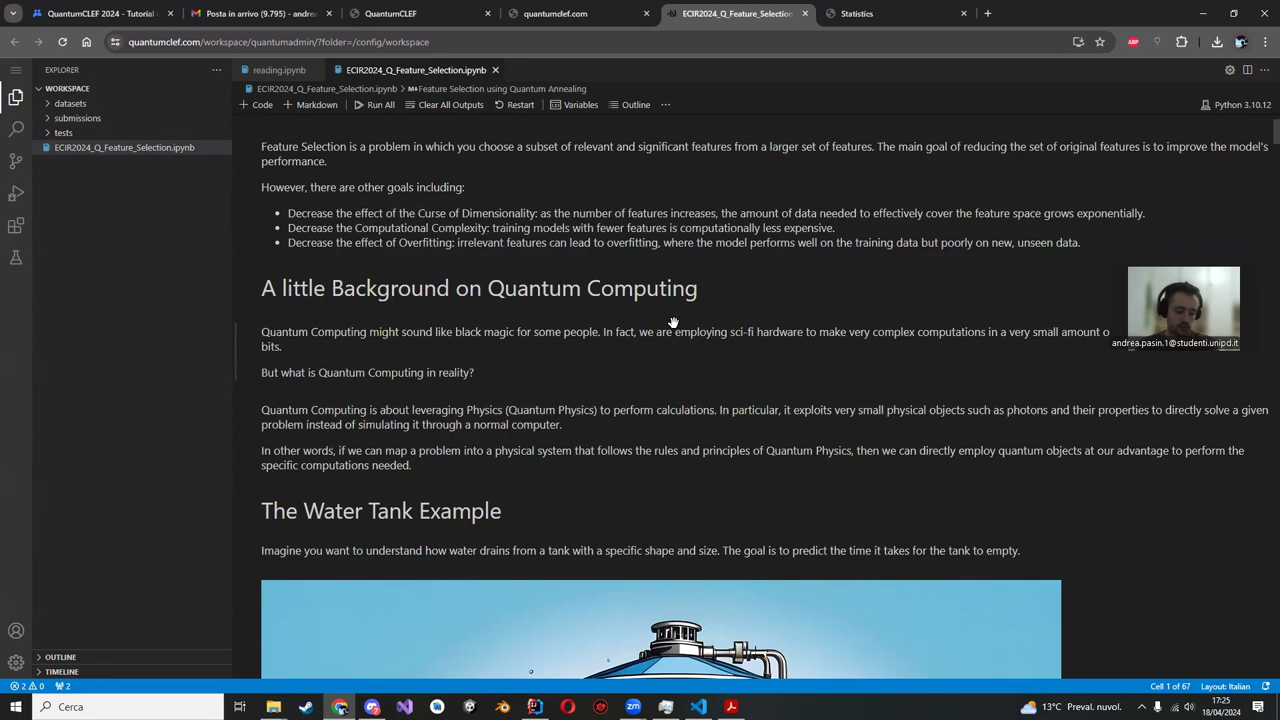 QuantumCLEF 2024 - Tutorial
Posta in arrivo (9.795) - andrea
QuantumCLEF
quantumclef.com
ECIR2024_Q_Feature_Selection
Statistics
quantumclef.com/workspace/quantumadmin/?folder=/config/workspace
ABP
EXPLORER
reading.ipynb
ECIR2024_Q_Feature_Selection.ipynb
WORKSPACE
datasets
submissions
tests
ECIR2024_Q_Feature_Selection.ipynb
ECIR2024_Q_Feature_Selection.ipynb > M↓ Feature Selection using Quantum Annealing
+ Code + Markdown Run All Clear All Outputs Restart Variables Outline ... Python 3.10.12
Feature Selection is a problem in which you choose a subset of relevant and significant features from a larger set of features. The main goal of reducing the set of original features is to improve the model's
performance.
However, there are other goals including:
• Decrease the effect of the Curse of Dimensionality: as the number of features increases, the amount of data needed to effectively cover the feature space grows exponentially.
• Decrease the Computational Complexity: training models with fewer features is computationally less expensive.
• Decrease the effect of Overfitting: irrelevant features can lead to overfitting, where the model performs well on the training data but poorly on new, unseen data.
A little Background on Quantum Computing
Quantum Computing might sound like black magic for some people. In fact, we are employing sci-fi hardware to make very complex computations in a very small amount o
bits.
andrea.pasin.1@studenti.unipd.it
But what is Quantum Computing in reality?
Quantum Computing is about leveraging Physics (Quantum Physics) to perform calculations. In particular, it exploits very small physical objects such as photons and their properties to directly solve a given
problem instead of simulating it through a normal computer.
In other words, if we can map a problem into a physical system that follows the rules and principles of Quantum Physics, then we can directly employ quantum objects at our advantage to perform the
specific computations needed.
The Water Tank Example
Imagine you want to understand how water drains from a tank with a specific shape and size. The goal is to predict the time it takes for the tank to empty.
OUTLINE
TIMELINE
2 0 2
Cell 1 of 67 Layout: Italian
Cerca
13°C Preval. nuvol.
17:25
18/04/2024